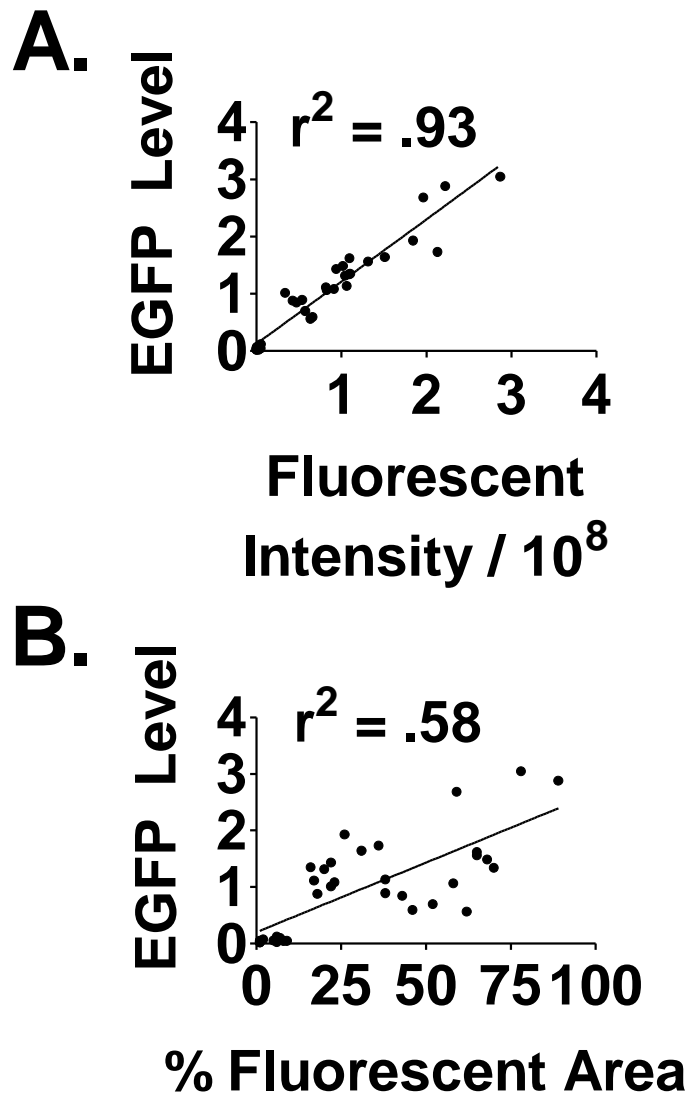 A.
EGFP Level
r² = .93
4
3
2
1
0
1 2 3 4
Fluorescent
Intensity / 10⁸
B.
EGFP Level
r² = .58
4
3
2
1
0
0 25 50 75 100
% Fluorescent Area